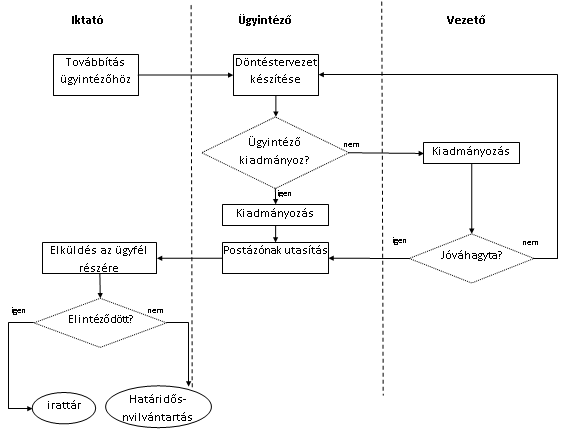 Iktató
Ügyintéző
Vezető
Továbbítás
ügyintézőhöz
Döntéstervezet
készítése
Ügyintéző
kiadmányoz?
nem
Kiadmányozás
igen
Kiadmányozás
Elküldés az ügyfél
részére
Postázónak utasítás
igen
Jóváhagyta?
nem
igen
Elintéződött?
nem
irattár
Határidős-
nyilvántartás